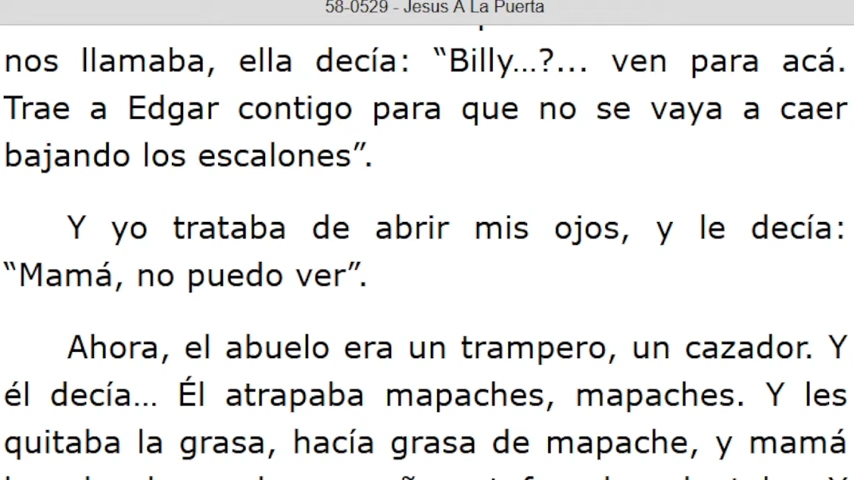 58-0529 - Jesus A La Puerta
nos llamaba, ella decía: “Billy…?... ven para acá.
Trae a Edgar contigo para que no se vaya a caer
bajando los escalones”.
Y yo trataba de abrir mis ojos, y le decía:
“Mamá, no puedo ver”.
Ahora, el abuelo era un trampero, un cazador. Y
él decía… Él atrapaba mapaches, mapaches. Y les
quitaba la grasa, hacía grasa de mapache, y mamá